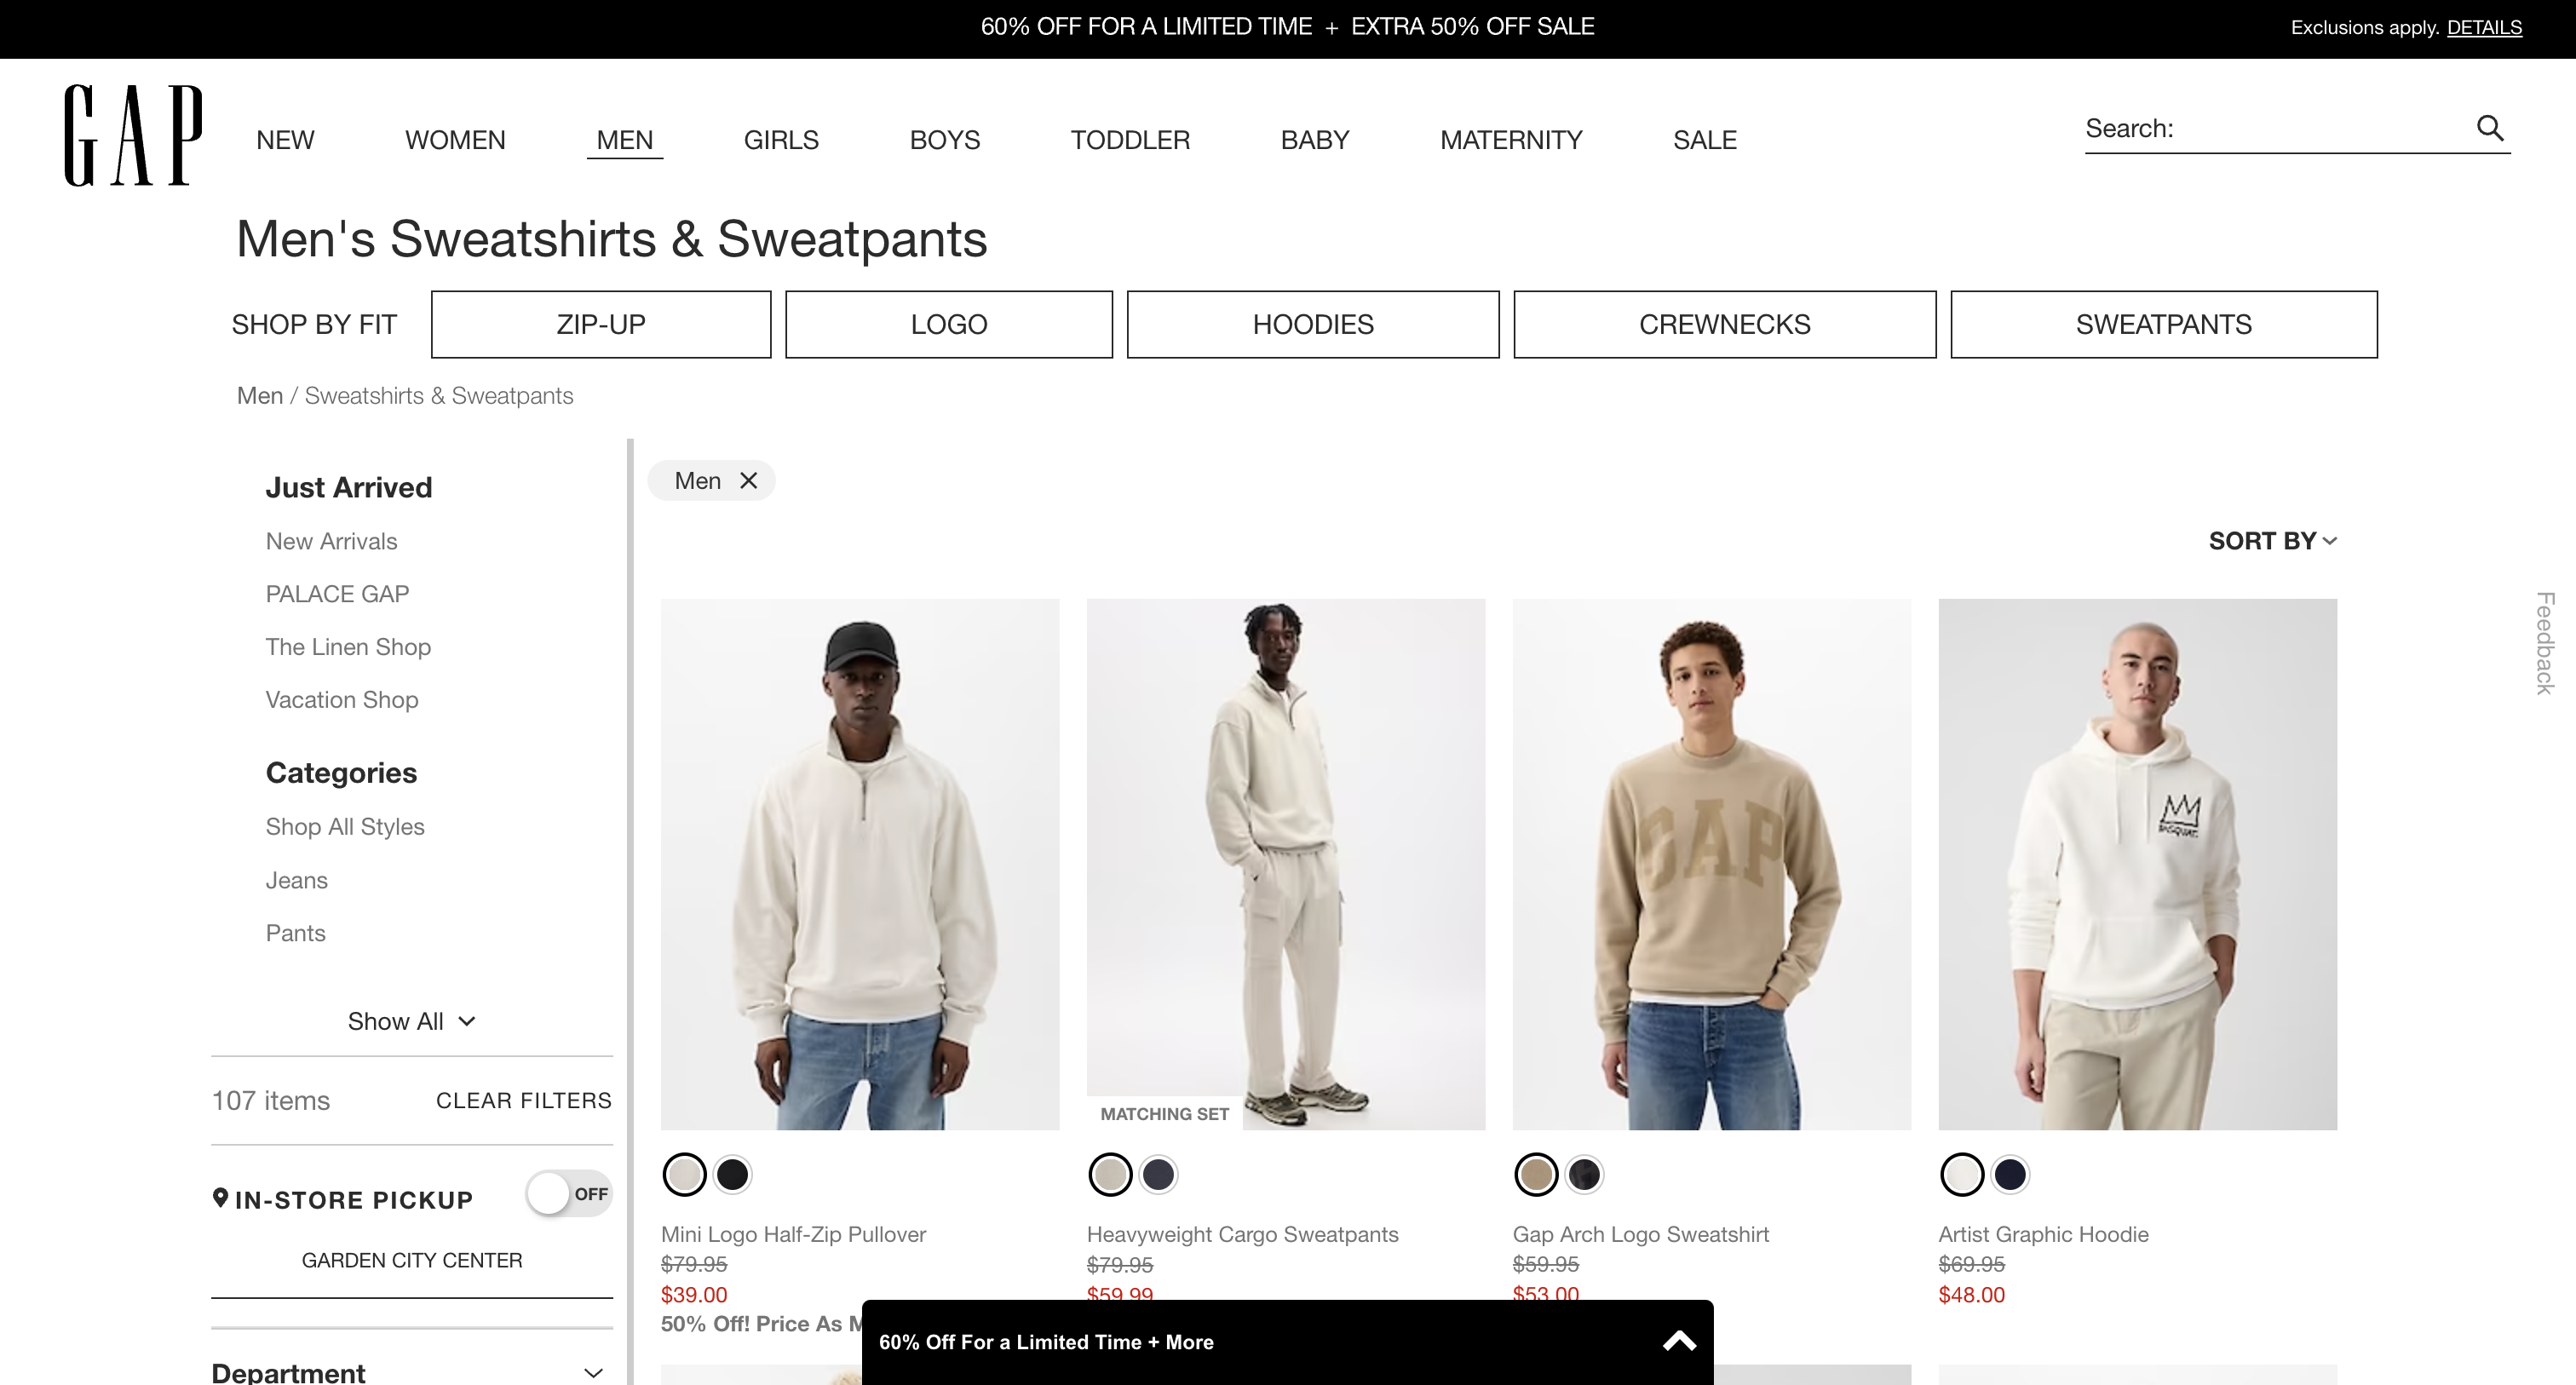 60% OFF FOR A LIMITED TIME + EXTRA 50% OFF SALE
Exclusions apply. DETAILS
GAP
NEW
WOMEN
MEN
GIRLS
BOYS
TODDLER
BABY
MATERNITY
SALE
Search:
Men's Sweatshirts & Sweatpants
SHOP BY FIT
ZIP-UP
LOGO
HOODIES
CREWNECKS
SWEATPANTS
Men / Sweatshirts & Sweatpants
Just Arrived
New Arrivals
PALACE GAP
The Linen Shop
Vacation Shop
Categories
Shop All Styles
Jeans
Pants
Show All
107 items
CLEAR FILTERS
IN-STORE PICKUP
OFF
GARDEN CITY CENTER
Department
Men
SORT BY
Feedback
GAP
MATCHING SET
Mini Logo Half-Zip Pullover
$79.95
$39.00
50% Off! Price As
Heavyweight Cargo Sweatpants
$79.95
$59.99
Gap Arch Logo Sweatshirt
$59.95
$53.00
Artist Graphic Hoodie
$69.95
$48.00
60% Off For a Limited Time + More